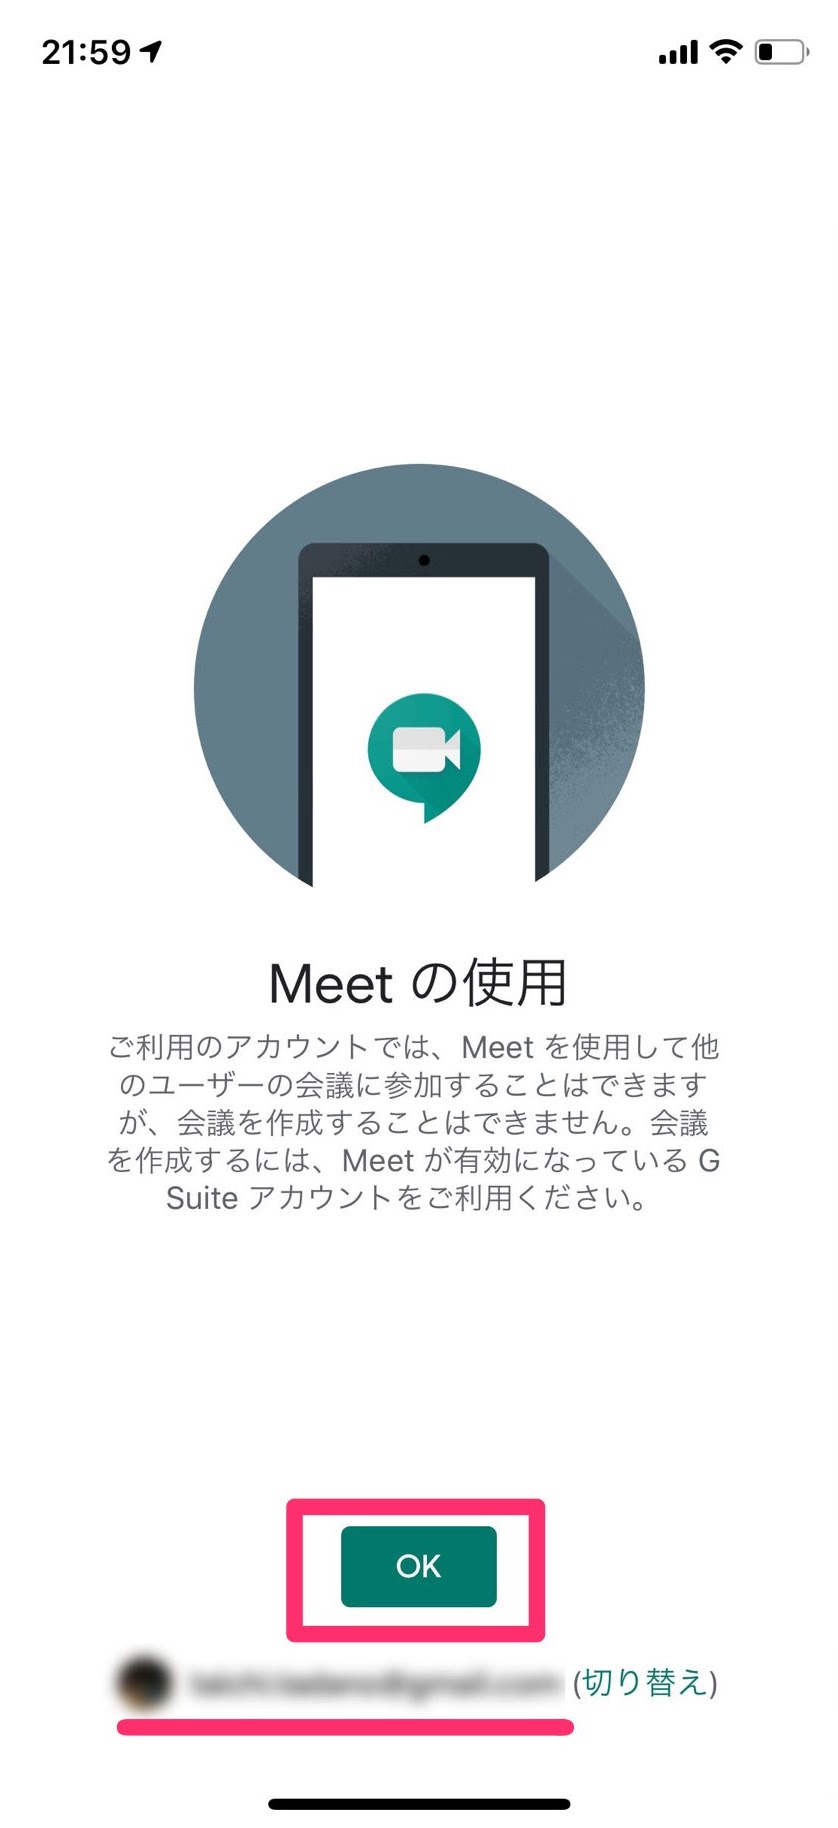 21:59
Meet の使用
ご利用のアカウントでは、Meet を使用して他
のユーザーの会議に参加することはできます
が、会議を作成することはできません。会議
を作成するには、Meet が有効になっている G
Suite アカウントをご利用ください。
OK
(切り替え)